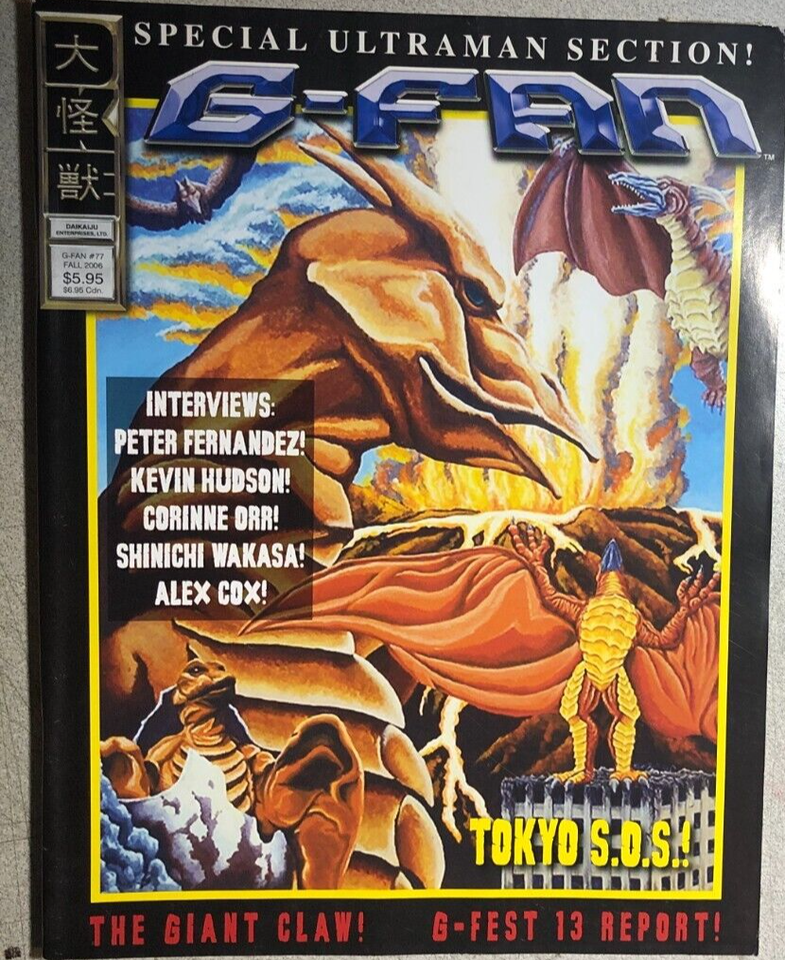 SPECIAL ULTRAMAN SECTION!
G-FAN
TM
大
怪
獣
DAIKAIJU
ENTERPRISES, LTD.
G-FAN #77
FALL 2006
$5.95
$6.95 Cdn.
INTERVIEWS:
PETER FERNANDEZ!
KEVIN HUDSON!
CORINNE ORR!
SHINICHI WAKASA!
ALEX COX!
TOKYO S.O.S.!
THE GIANT CLAW! G-FEST 13 REPORT!